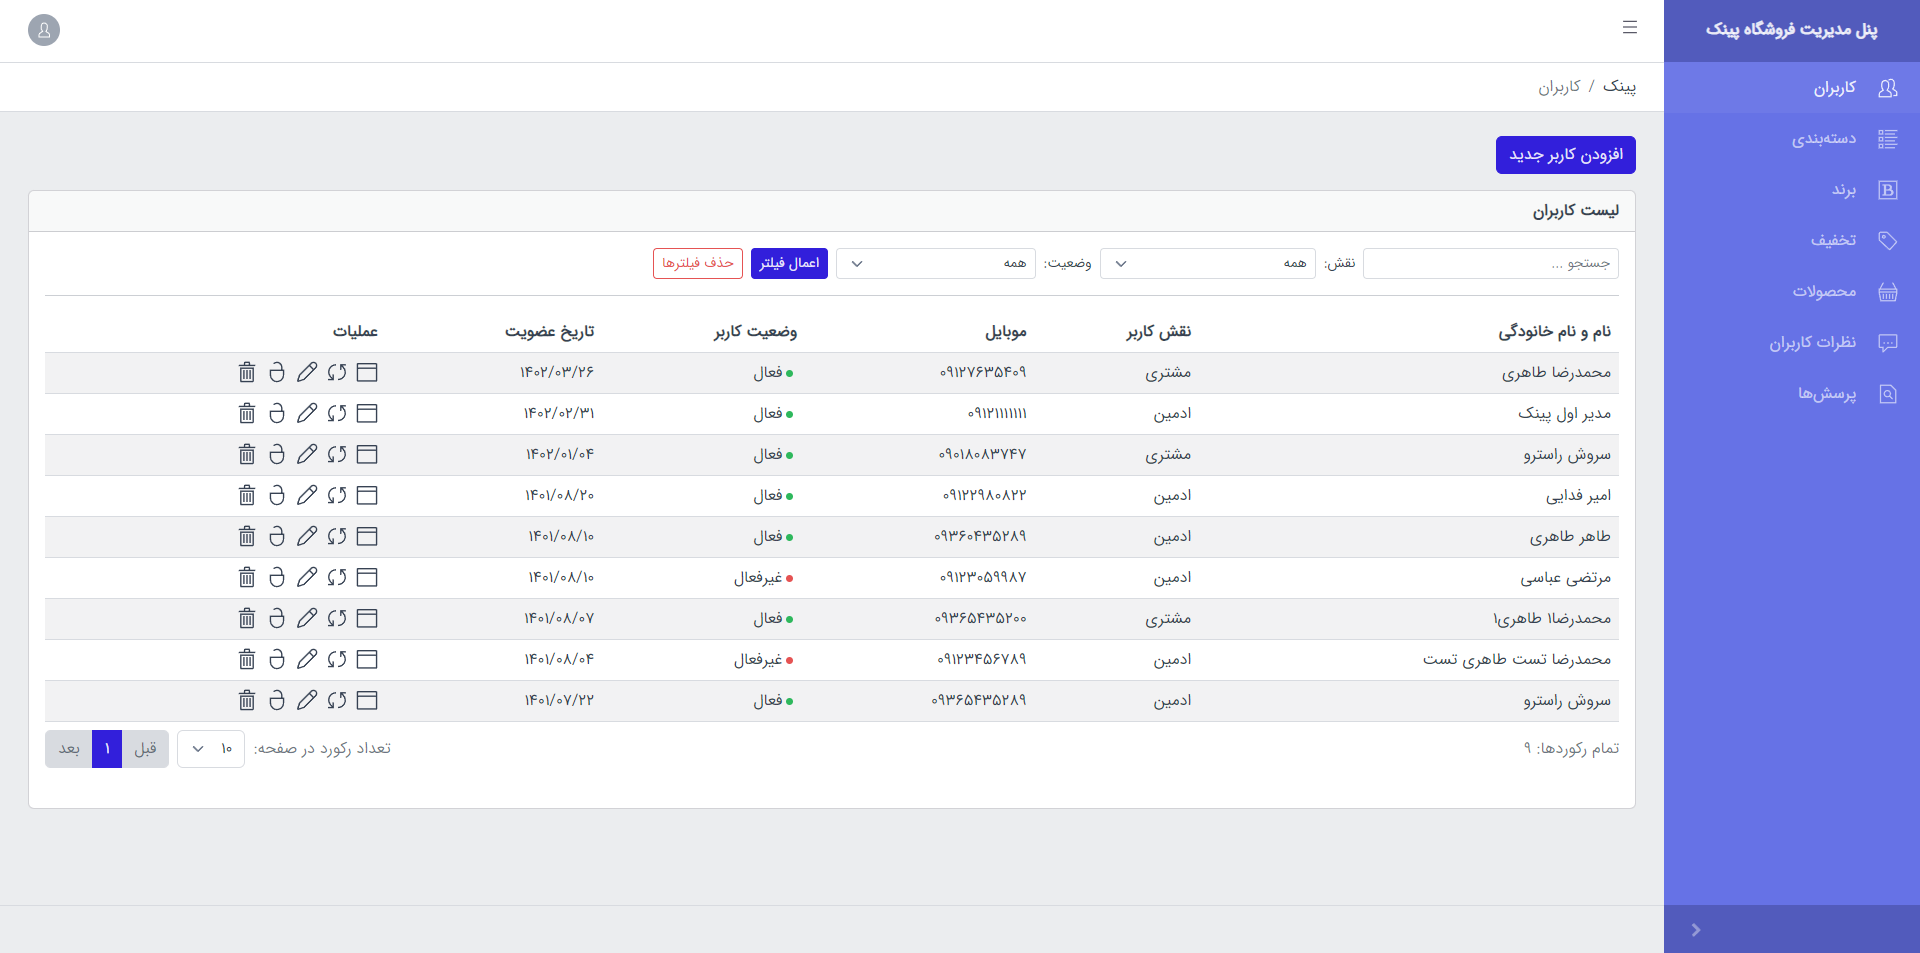 پنل مدیریت فروشگاه پینک
کاربران
دسته‌بندی
برند
تخفیف
محصولات
نظرات کاربران
پرسش‌ها
پینک / کاربران
افزودن کاربر جدید
لیست کاربران
جستجو ... نقش: همه وضعیت: همه اعمال فیلتر حذف فیلترها
نام و نام خانودگی نقش کاربر موبایل وضعیت کاربر تاریخ عضویت عملیات
محمدرضا طاهری مشتری ۰۹۱۲۷۶۳۵۴۰۹ فعال ۱۴۰۲/۰۳/۲۶
مدیر اول پینک ادمین ۰۹۱۲۱۱۱۱۱۱۱ فعال ۱۴۰۲/۰۲/۳۱
سروش راسترو مشتری ۰۹۰۱۸۰۸۳۷۴۷ فعال ۱۴۰۲/۰۱/۰۴
امیر فدایی ادمین ۰۹۱۲۲۹۸۰۸۲۲ فعال ۱۴۰۱/۰۸/۲۰
طاهر طاهری ادمین ۰۹۳۶۰۴۳۵۲۸۹ فعال ۱۴۰۱/۰۸/۱۰
مرتضی عباسی ادمین ۰۹۱۲۳۰۵۹۹۸۷ غیرفعال ۱۴۰۱/۰۸/۱۰
محمدرضا۱ طاهری۱ مشتری ۰۹۳۶۵۴۳۵۲۰۰ فعال ۱۴۰۱/۰۸/۰۷
محمدرضا تست طاهری تست ادمین ۰۹۱۲۳۴۵۶۷۸۹ غیرفعال ۱۴۰۱/۰۸/۰۴
سروش راسترو ادمین ۰۹۳۶۵۴۳۵۲۸۹ فعال ۱۴۰۱/۰۷/۲۲
تمام رکوردها: ۹ تعداد رکورد در صفحه: ۱۰ قبل ۱ بعد